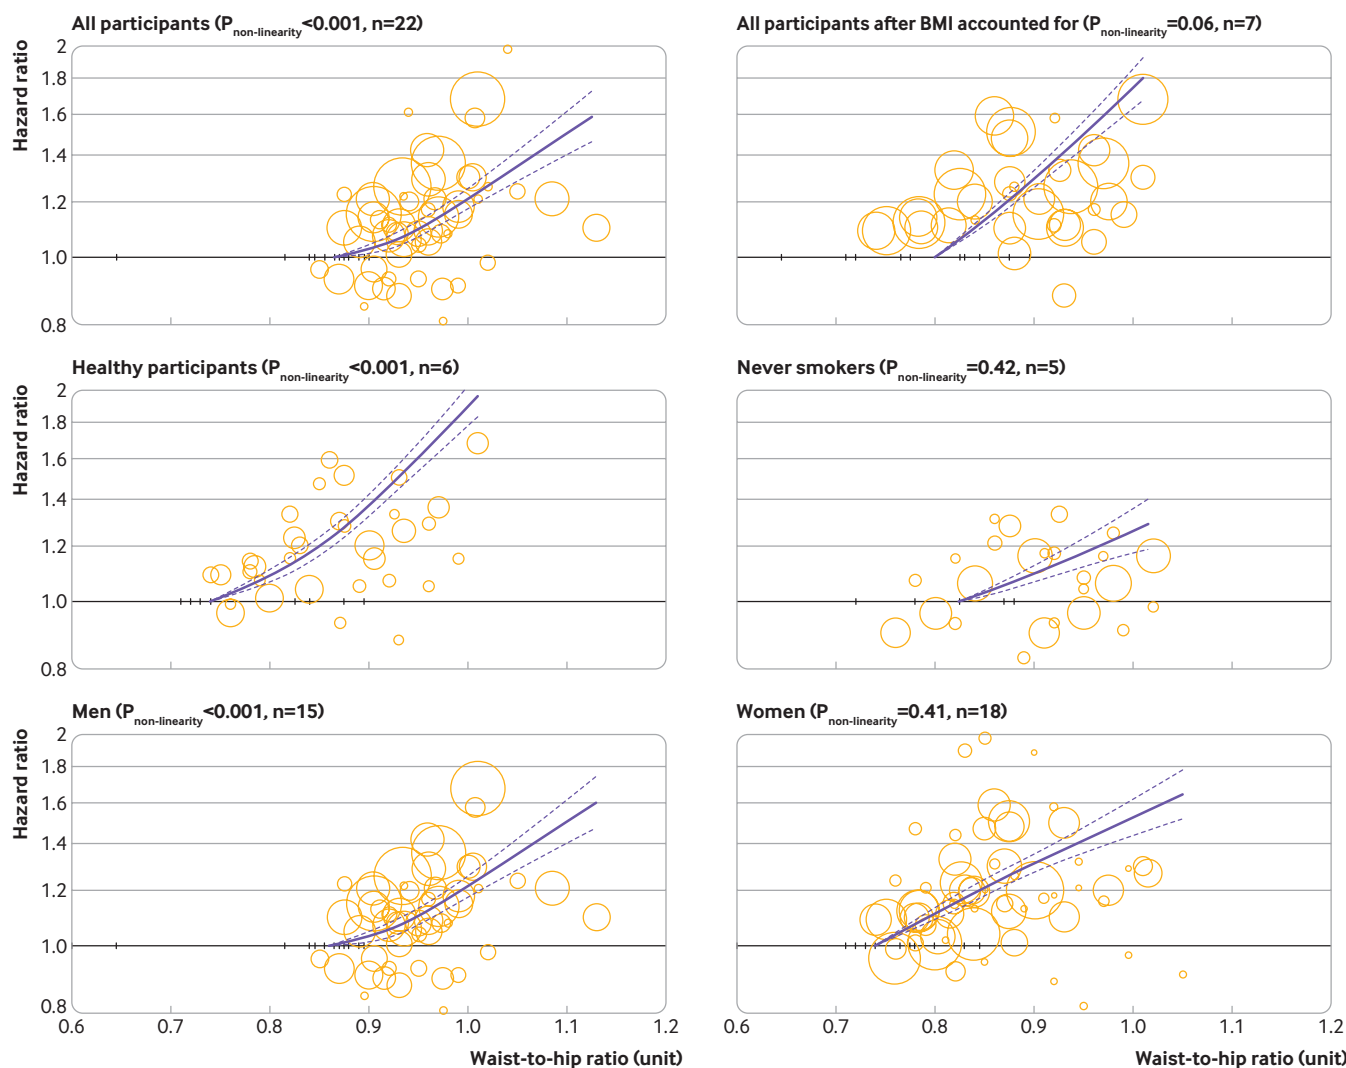 All participants (Pnon-linearity<0.001, n=22)
All participants after BMI accounted for (Pnon-linearity=0.06, n=7)
Hazard ratio
2
1.8
1.6
1.4
1.2
1.0
0.8
Healthy participants (Pnon-linearity<0.001, n=6)
Never smokers (Pnon-linearity=0.42, n=5)
Hazard ratio
2
1.8
1.6
1.4
1.2
1.0
0.8
Men (Pnon-linearity<0.001, n=15)
Women (Pnon-linearity=0.41, n=18)
Hazard ratio
2
1.8
1.6
1.4
1.2
1.0
0.8
0.6 0.7 0.8 0.9 1.0 1.1 1.2
0.6 0.7 0.8 0.9 1.0 1.1 1.2
Waist-to-hip ratio (unit)
Waist-to-hip ratio (unit)